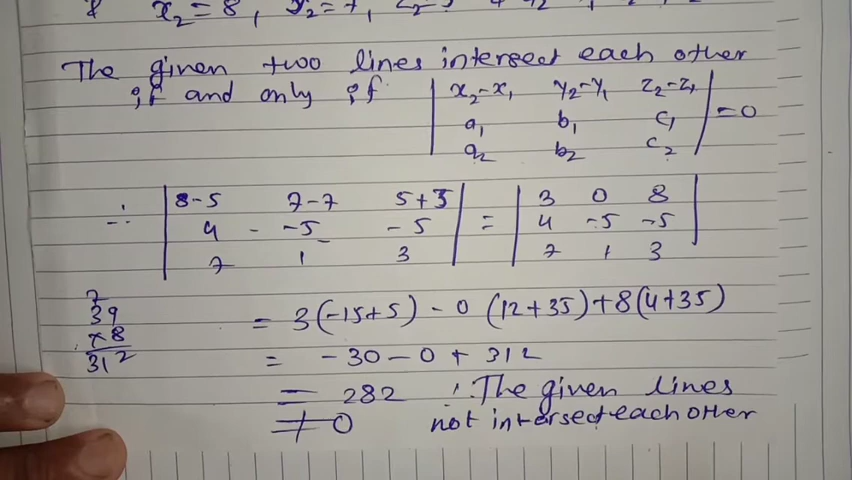 x₂ = 8,
The given two lines intersect each other
if and only if | x₂-x₁ y₂-y₁ z₂-z₁ |
| a₁ b₁ c₁ | = 0
| a₂ b₂ c₂ |
∴ | 8-5 7-7 5+3 | = | 3 0 8 |
| 4 -5 -5 | | 4 -5 -5 |
| 7 1 3 | | 7 1 3 |
= 3(-15+5) - 0 (12+35) + 8(4+35)
= -30 - 0 + 312
= 282 ∴ The given lines
≠ 0 not intersect each other
7
39
×8
312